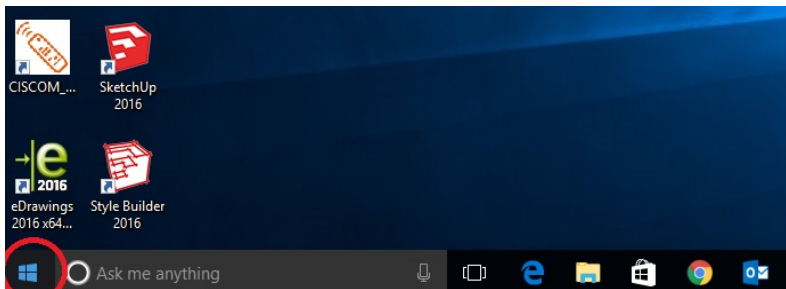 CISCOM_...
SketchUp
2016
e
2016
eDrawings
2016 x64...
Style Builder
2016
Ask me anything
e
o